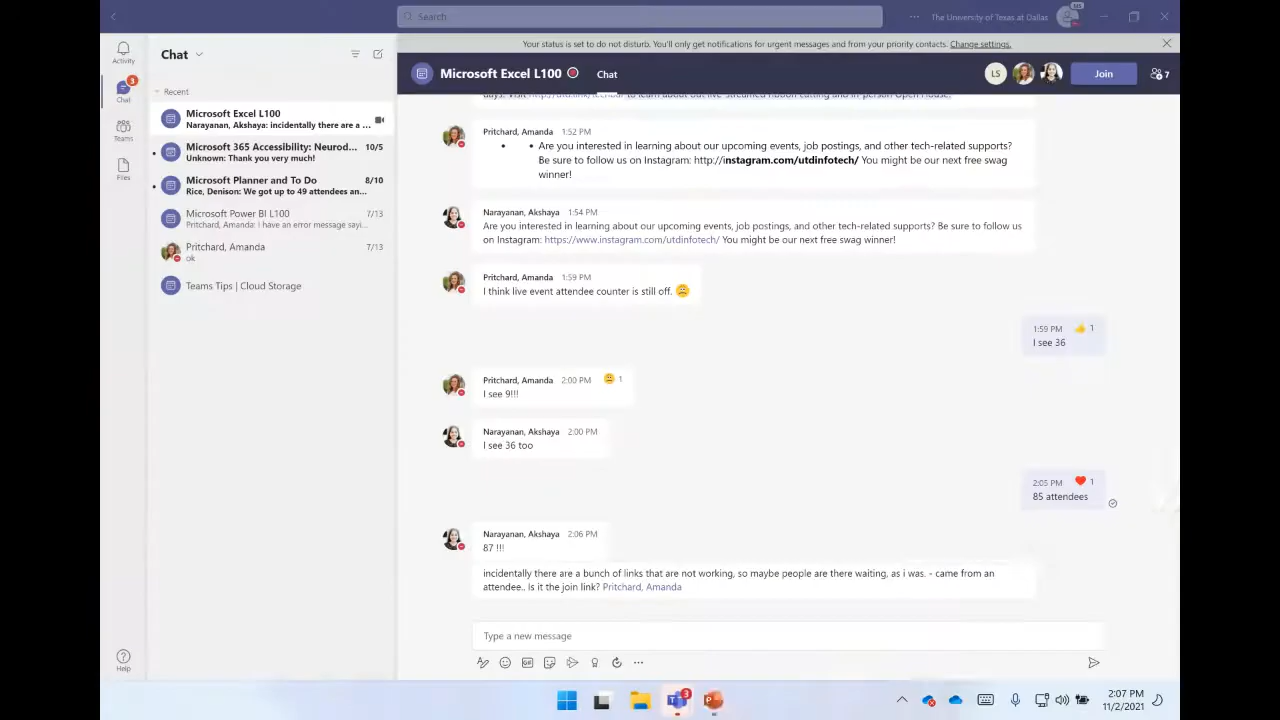 Search
The University of Texas at Dallas
Your status is set to do not disturb. You'll only get notifications for urgent messages and from your priority contacts. Change settings.
Activity
Chat
3
Teams
Files
Help
Chat
Recent
Microsoft Excel L100
Narayanan, Akshaya: incidentally there are a ...
Microsoft 365 Accessibility: Neurod...
10/5
Unknown: Thank you very much!
Microsoft Planner and To Do
8/10
Rice, Denison: We got up to 49 attendees an...
Microsoft Power BI L100
7/13
Pritchard, Amanda: I have an error message sayi...
Pritchard, Amanda
7/13
ok
Teams Tips | Cloud Storage
Microsoft Excel L100
Chat
LS
Join
7
Pritchard, Amanda 1:52 PM
• • Are you interested in learning about our upcoming events, job postings, and other tech-related supports?
Be sure to follow us on Instagram: http://instagram.com/utdinfotech/ You might be our next free swag
winner!
Narayanan, Akshaya 1:54 PM
Are you interested in learning about our upcoming events, job postings, and other tech-related supports? Be sure to follow us
on Instagram: https://www.instagram.com/utdinfotech/ You might be our next free swag winner!
Pritchard, Amanda 1:59 PM
I think live event attendee counter is still off.
1:59 PM 1
I see 36
Pritchard, Amanda 2:00 PM 1
I see 9!!!
Narayanan, Akshaya 2:00 PM
I see 36 too
2:05 PM 1
85 attendees
Narayanan, Akshaya 2:06 PM
87 !!!
incidentally there are a bunch of links that are not working, so maybe people are there waiting, as i was. - came from an
attendee.. Is it the join link? Pritchard, Amanda
Type a new message
GIF
3
2:07 PM
11/2/2021